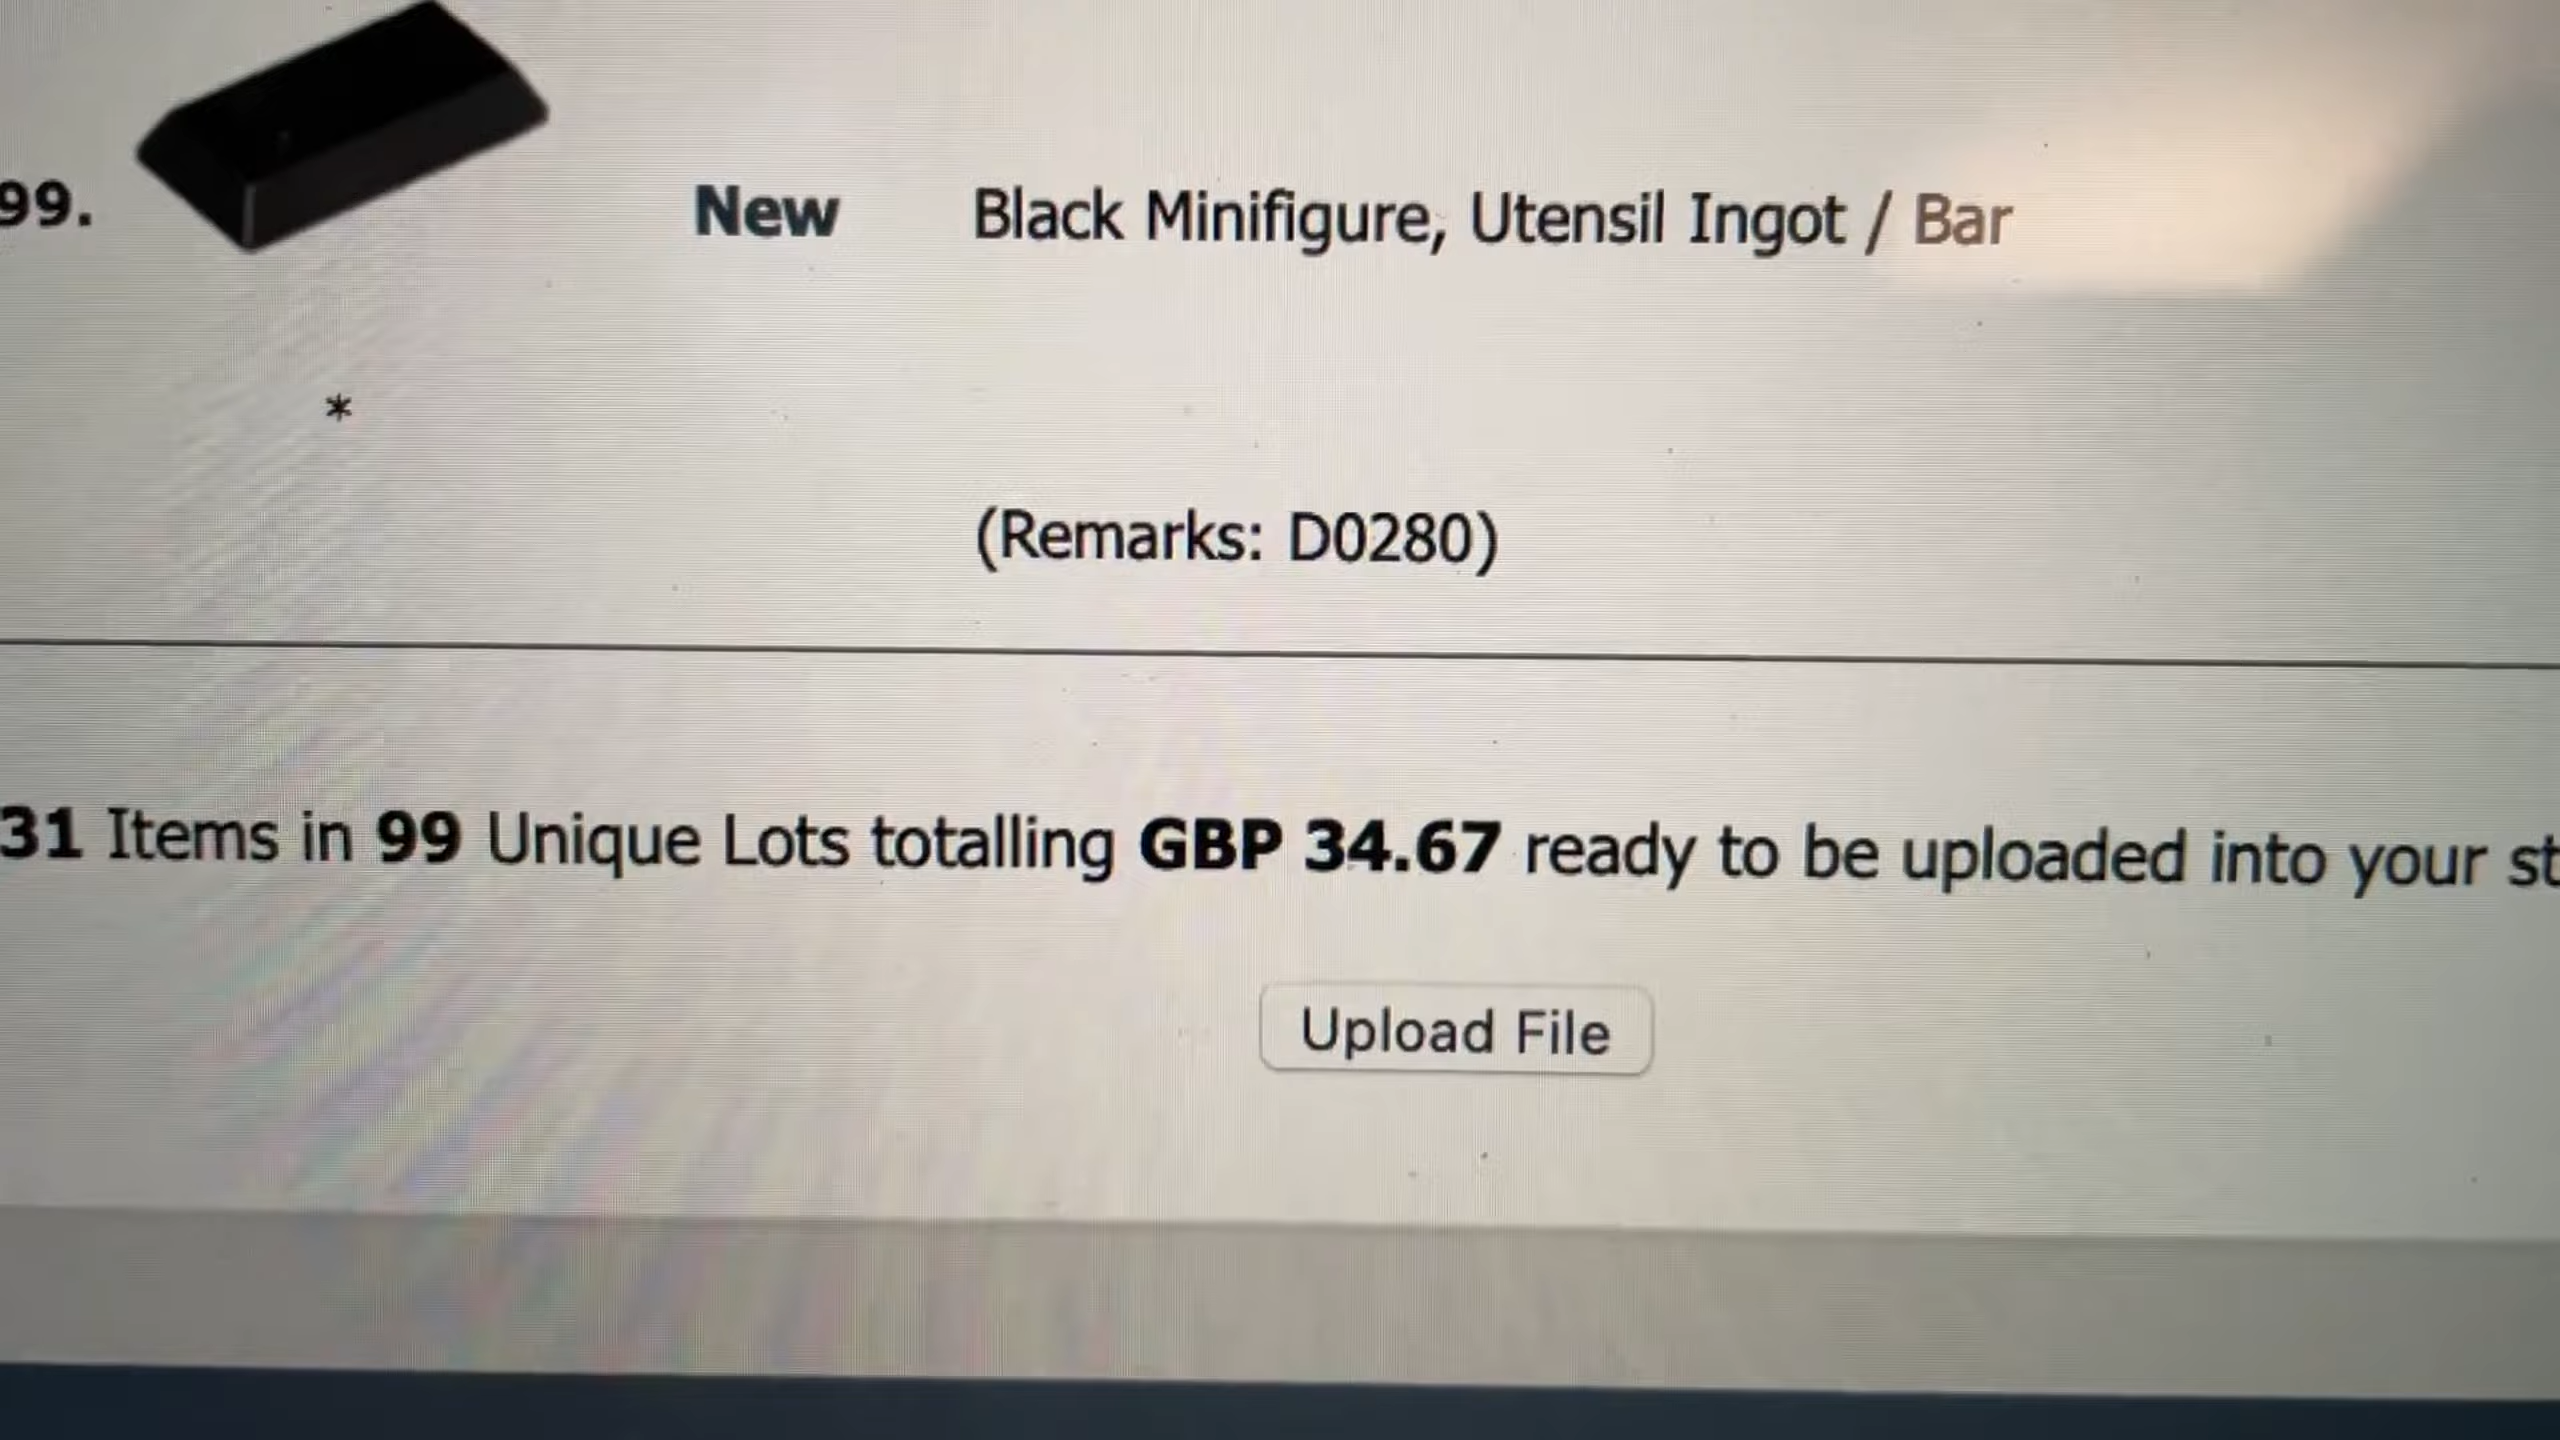 99.
New
Black Minifigure, Utensil Ingot / Bar
*
(Remarks: D0280)
31 Items in 99 Unique Lots totalling GBP 34.67 ready to be uploaded into your st
Upload File